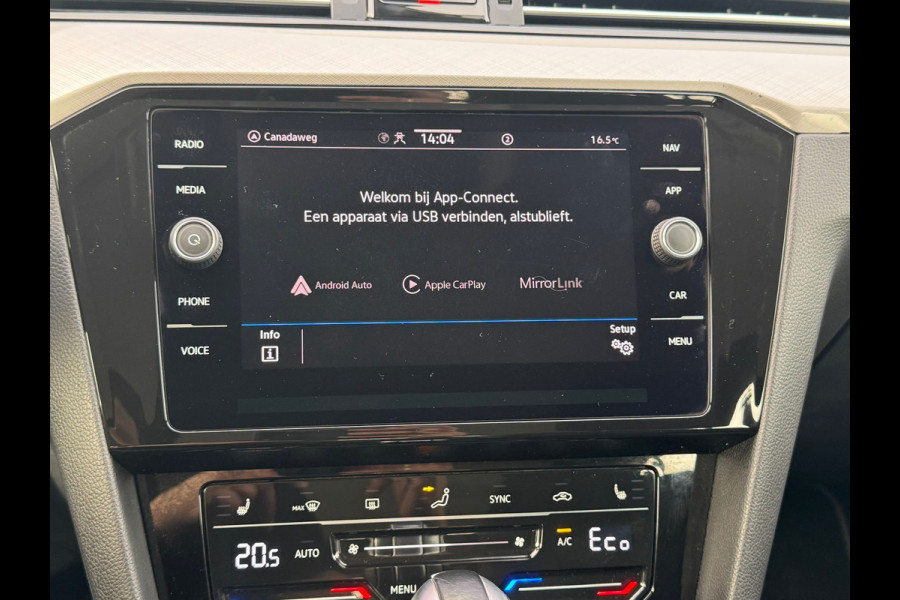 RADIO
MEDIA
PHONE
VOICE
Canadaweg 14:04 2 16.5°C
Welkom bij App-Connect.
Een apparaat via USB verbinden, alstublieft.
Android Auto Apple CarPlay MirrorLink
Info Setup
NAV
APP
CAR
MENU
MAX SYNC
20.5 AUTO A/C Eco
MENU